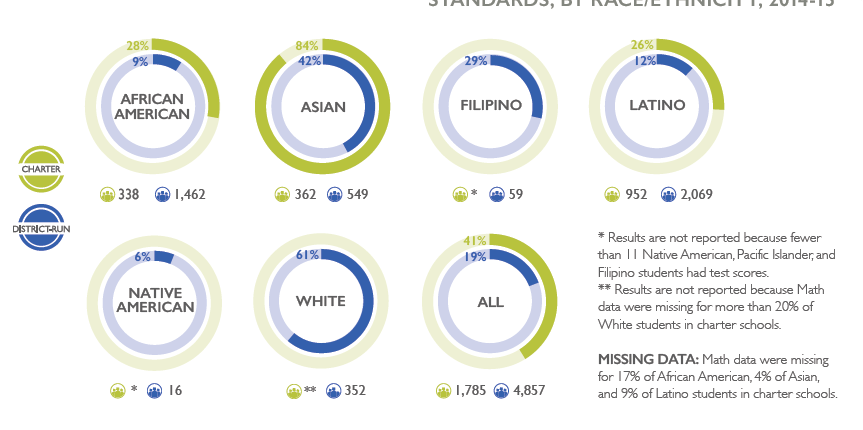 STANDARDS, BY RACE/ETHNICITY, 2014-15
28%
9%
AFRICAN
AMERICAN
338 1,462
84%
42%
ASIAN
362 549
29%
FILIPINO
* 59
26%
12%
LATINO
952 2,069
CHARTER
DISTRICT-RUN
6%
NATIVE
AMERICAN
* 16
61%
WHITE
** 352
41%
19%
ALL
1,785 4,857
* Results are not reported because fewer
than 11 Native American, Pacific Islander, and
Filipino students had test scores.
** Results are not reported because Math
data were missing for more than 20% of
White students in charter schools.
MISSING DATA: Math data were missing
for 17% of African American, 4% of Asian,
and 9% of Latino students in charter schools.